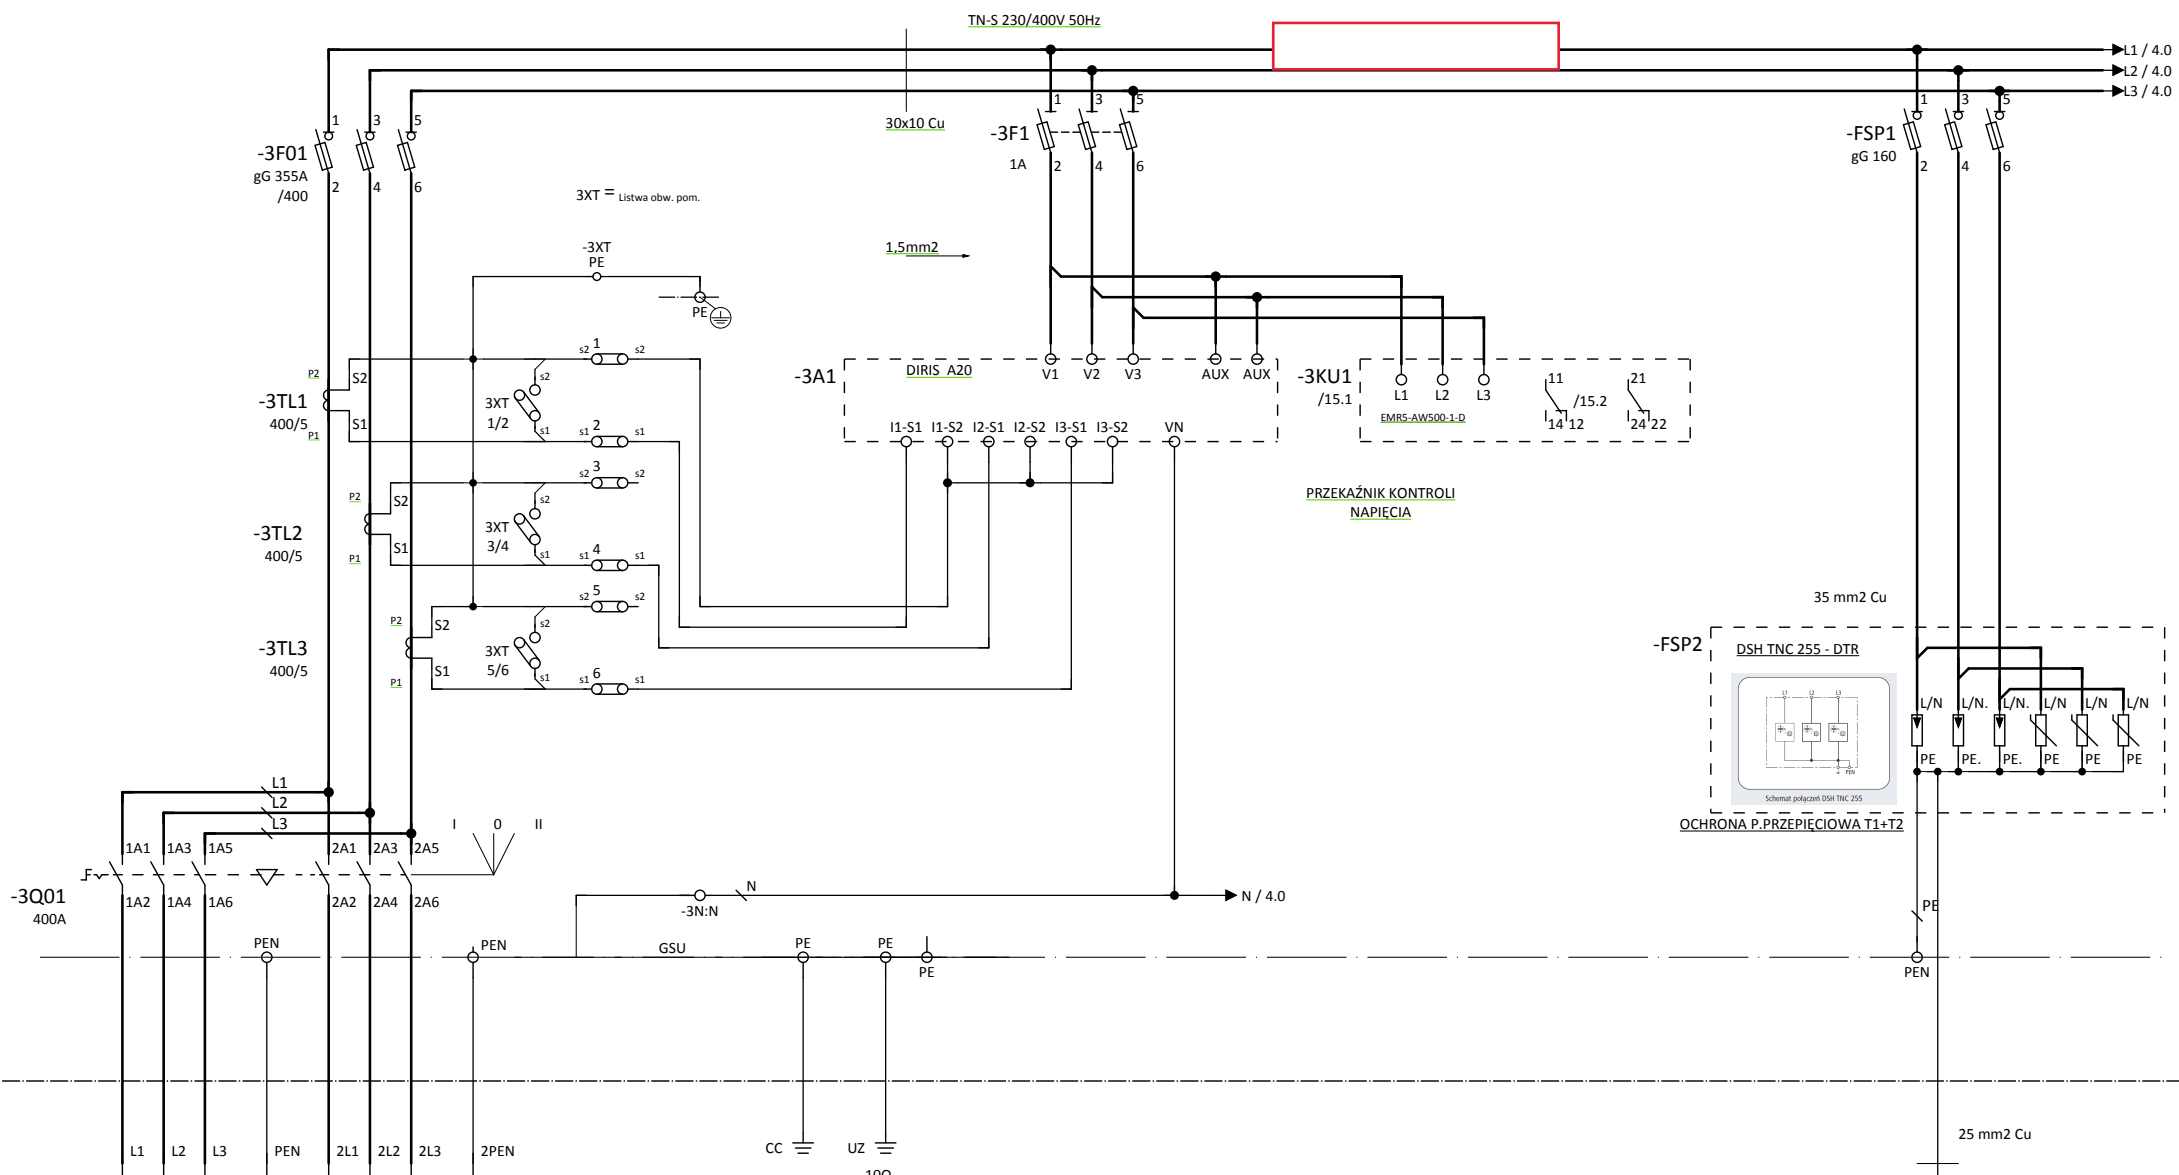 TN-S 230/400V 50Hz
L1 / 4.0
L2 / 4.0
L3 / 4.0
30x10 Cu
1 3 5
-3F01
gG 355A
/400
2 4 6
1 3 5
-3F1
1A
2 4 6
1 3 5
-FSP1
gG 160
2 4 6
3XT = Listwa obw. pom.
-3XT
PE
PE
1,5mm2
P2
S2
-3TL1
400/5
S1
P1
s2 1 s2
s2
3XT
1/2
s1
s1 2 s1
P2
S2
-3TL2
400/5
S1
P1
s2 3 s2
s2
3XT
3/4
s1
s1 4 s1
P2
S2
-3TL3
400/5
S1
P1
s2 5 s2
s2
3XT
5/6
s1
s1 6 s1
-3A1
DIRIS A20
V1 V2 V3 AUX AUX
I1-S1 I1-S2 I2-S1 I2-S2 I3-S1 I3-S2 VN
-3KU1
/15.1
L1 L2 L3
EMR5-AW500-1-D
11 21
/15.2
14 12 24 22
PRZEKAŹNIK KONTROLI
NAPIĘCIA
35 mm2 Cu
-FSP2
DSH TNC 255 - DTR
L1 L2 L3
PEN
Schemat połączeń DSH TNC 255
L/N L/N. L/N. L/N L/N L/N
PE PE. PE. PE PE PE
OCHRONA P.PRZEPIĘCIOWA T1+T2
L1
L2
L3
I 0 II
1A1 1A3 1A5 2A1 2A3 2A5
-3Q01
400A
1A2 1A4 1A6 2A2 2A4 2A6
N
-3N:N
N / 4.0
PE
PEN PEN GSU PE PE
PE
PEN
25 mm2 Cu
CC UZ
L1 L2 L3 PEN 2L1 2L2 2L3 2PEN